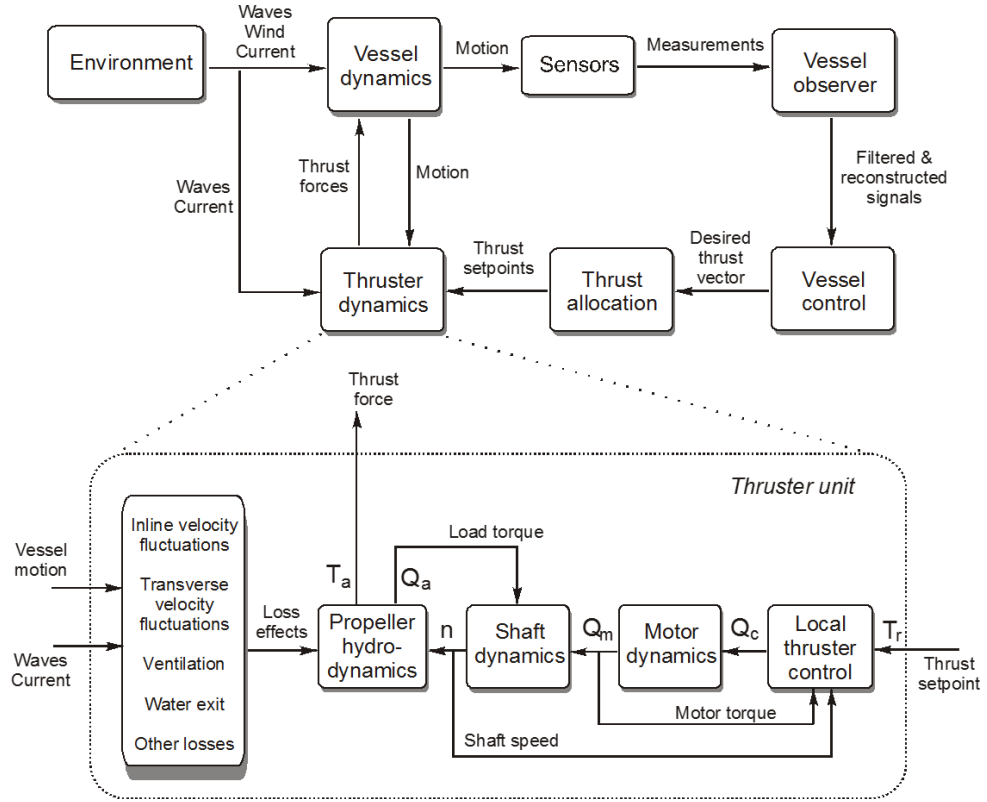 Waves
Wind
Current
Environment
Vessel
dynamics
Motion
Sensors
Measurements
Vessel
observer
Waves
Current
Thrust
forces
Motion
Filtered &
reconstructed
signals
Thruster
dynamics
Thrust
setpoints
Thrust
allocation
Desired
thrust
vector
Vessel
control
Thrust
force
Thruster unit
Vessel
motion
Waves
Current
Inline velocity
fluctuations
Transverse
velocity
fluctuations
Ventilation
Water exit
Other losses
Loss
effects
Tₐ
Qₐ
Load torque
Propeller
hydro-
dynamics
n
Shaft
dynamics
Qₘ
Motor
dynamics
Q_c
Local
thruster
control
Tᵣ
Thrust
setpoint
Motor torque
Shaft speed